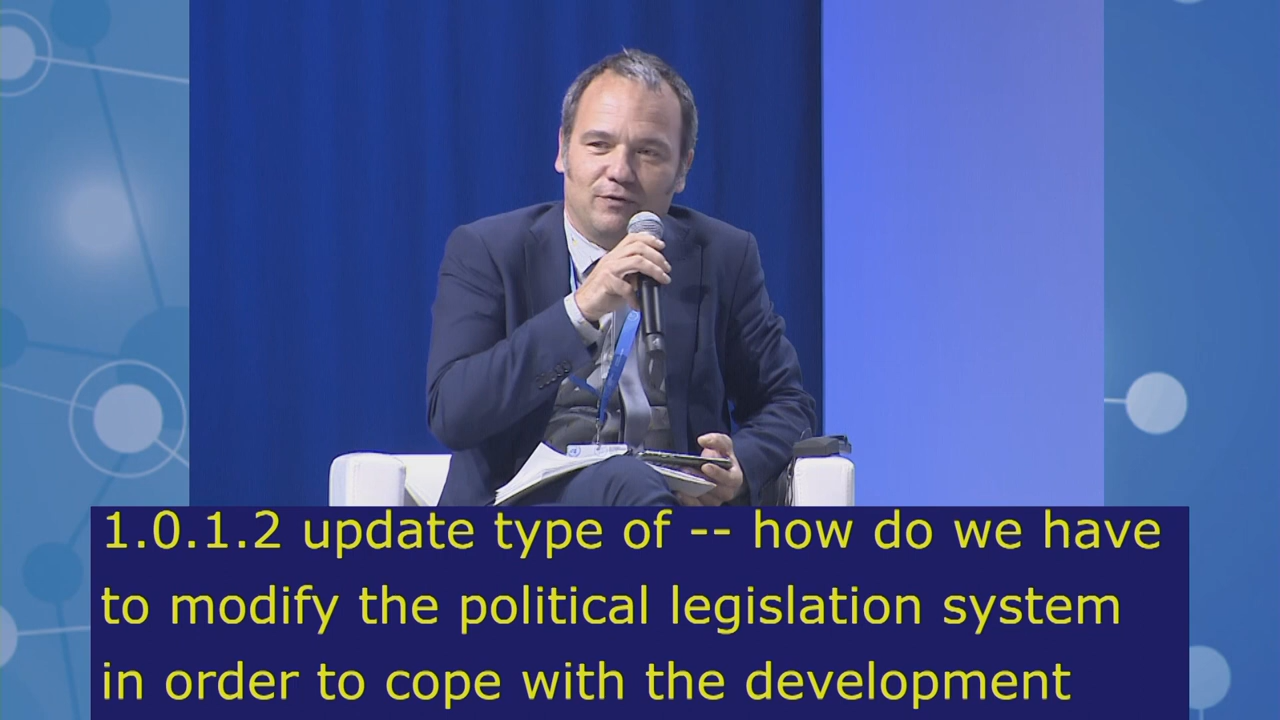 1.0.1.2 update type of -- how do we have
to modify the political legislation system
in order to cope with the development